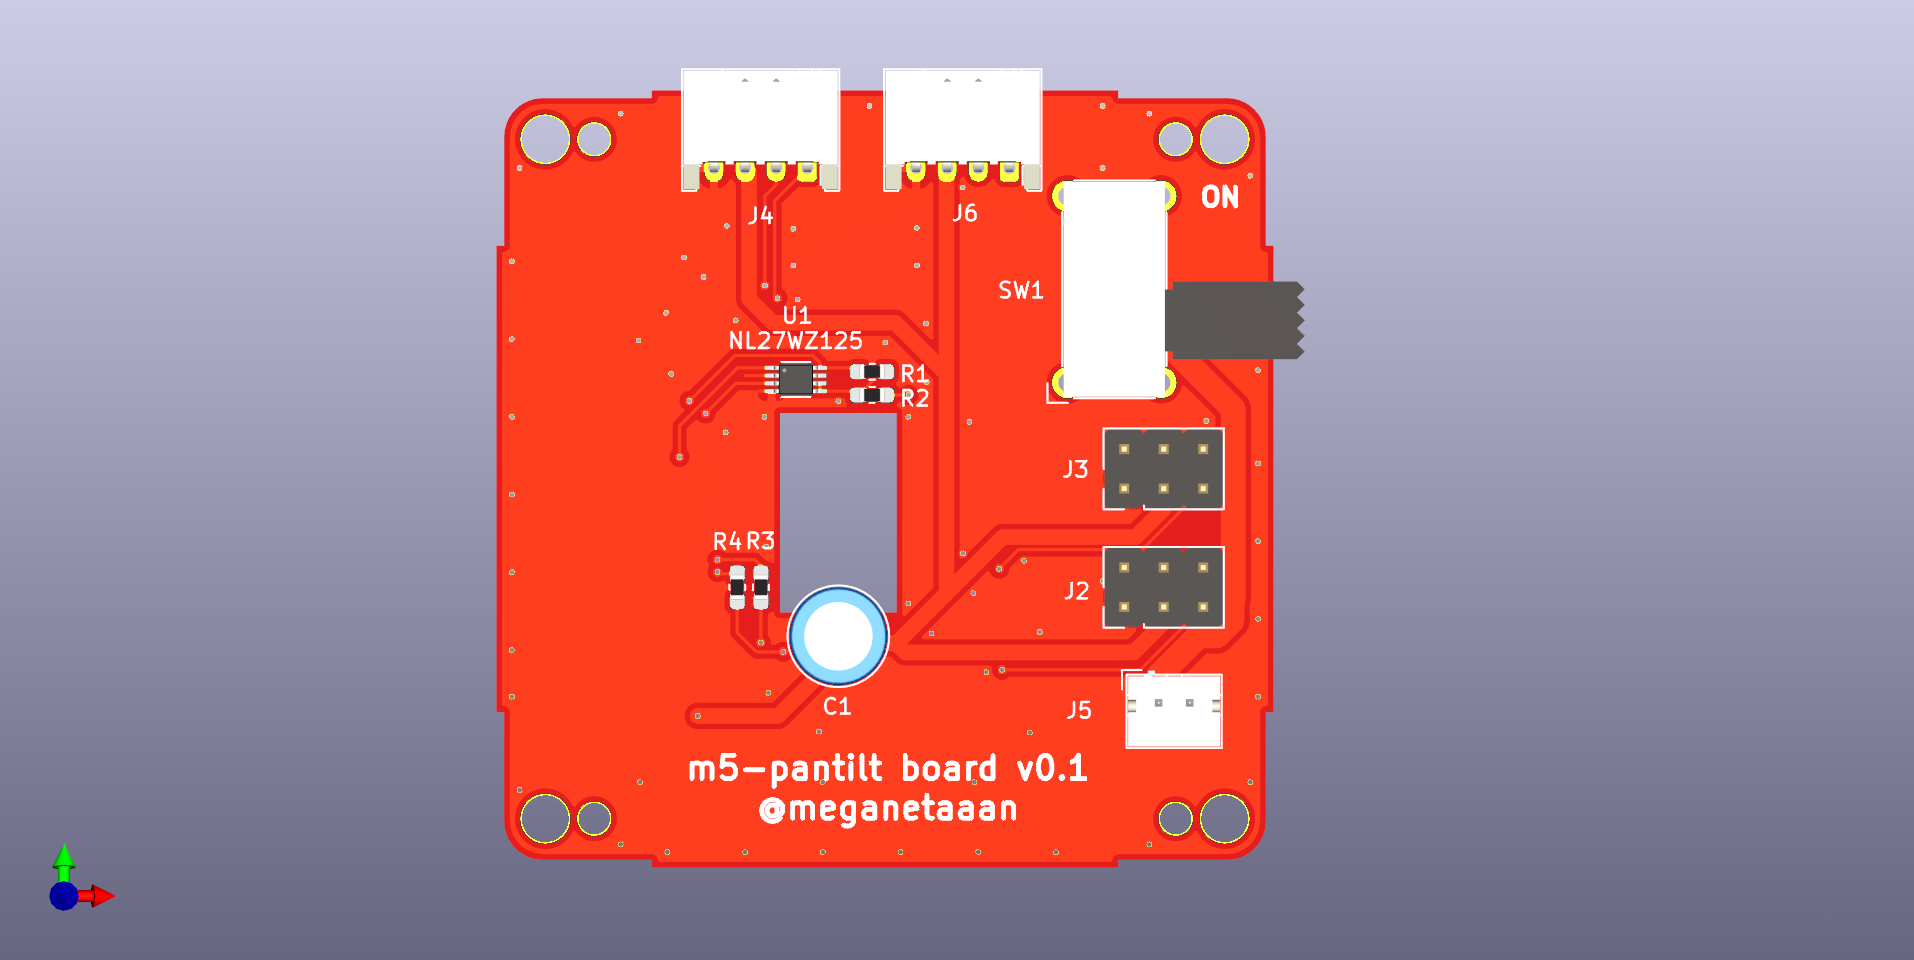 J4
J6
ON
SW1
U1
NL27WZ125
R1
R2
J3
R4 R3
J2
C1
J5
m5-pantilt board v0.1
@meganetaaan